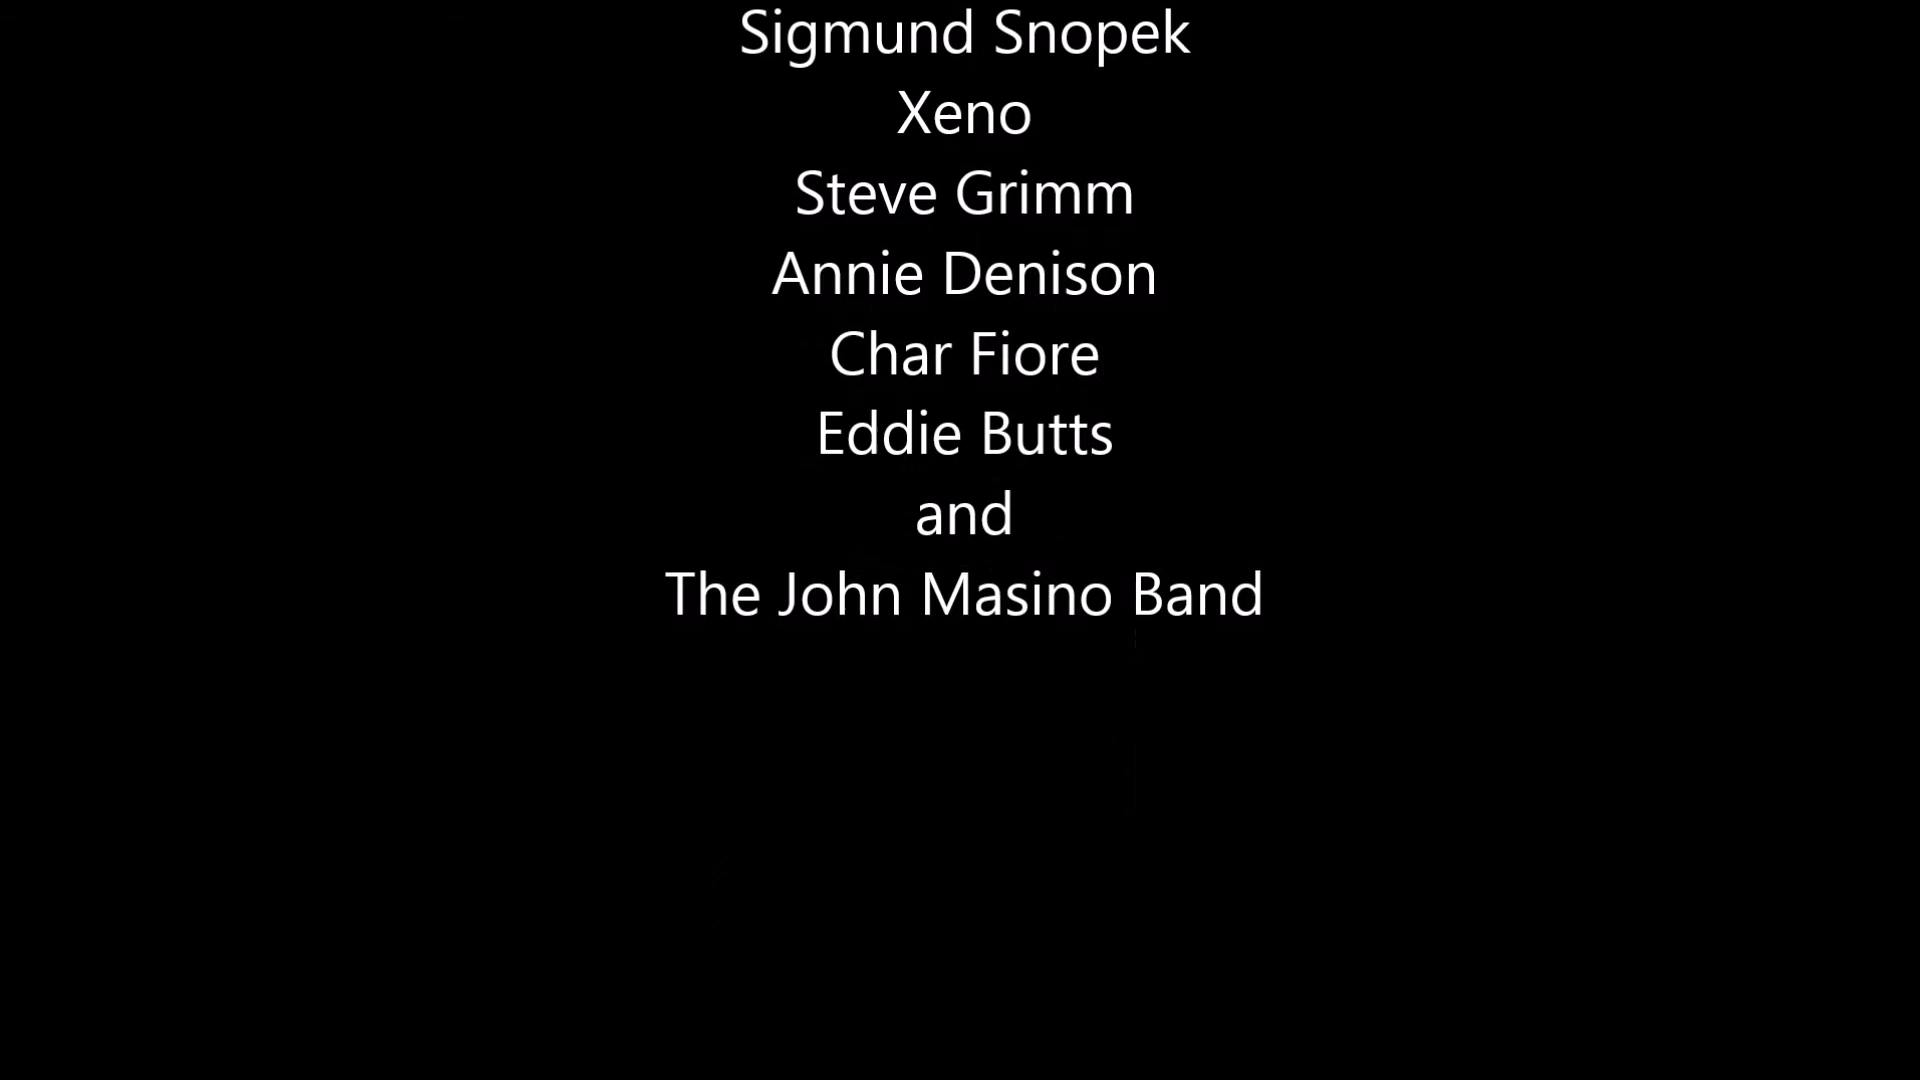 Sigmund Snopek
Xeno
Steve Grimm
Annie Denison
Char Fiore
Eddie Butts
and
The John Masino Band